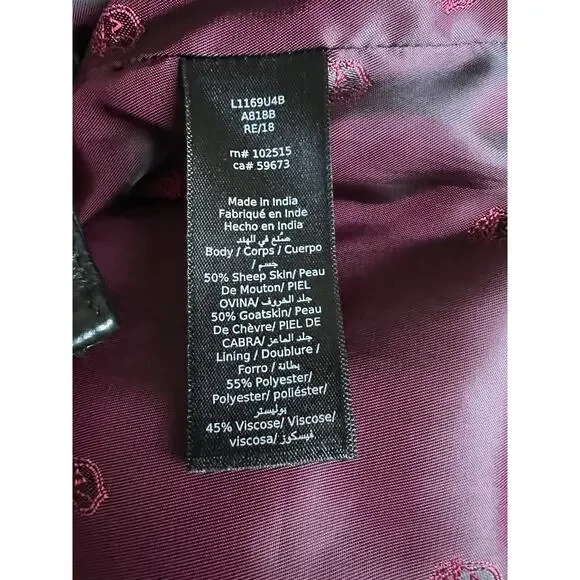 L1169U4B
A818B
RE/18
rn# 102515
ca# 59673
Made in India
Fabriqué en Inde
Hecho en India
صنع في الهند
Body / Corps / Cuerpo
/ جسم
50% Sheep Skin/ Peau
De Mouton/ PIEL
OVINA/ جلد الخروف
50% Goatskin/ Peau
De Chèvre/ PIEL DE
CABRA/ جلد الماعز
Lining / Doublure /
Forro / بطانة
55% Polyester/
Polyester/ poliéster/
بوليستر
45% Viscose/ Viscose/
viscosa/ فيسكوز